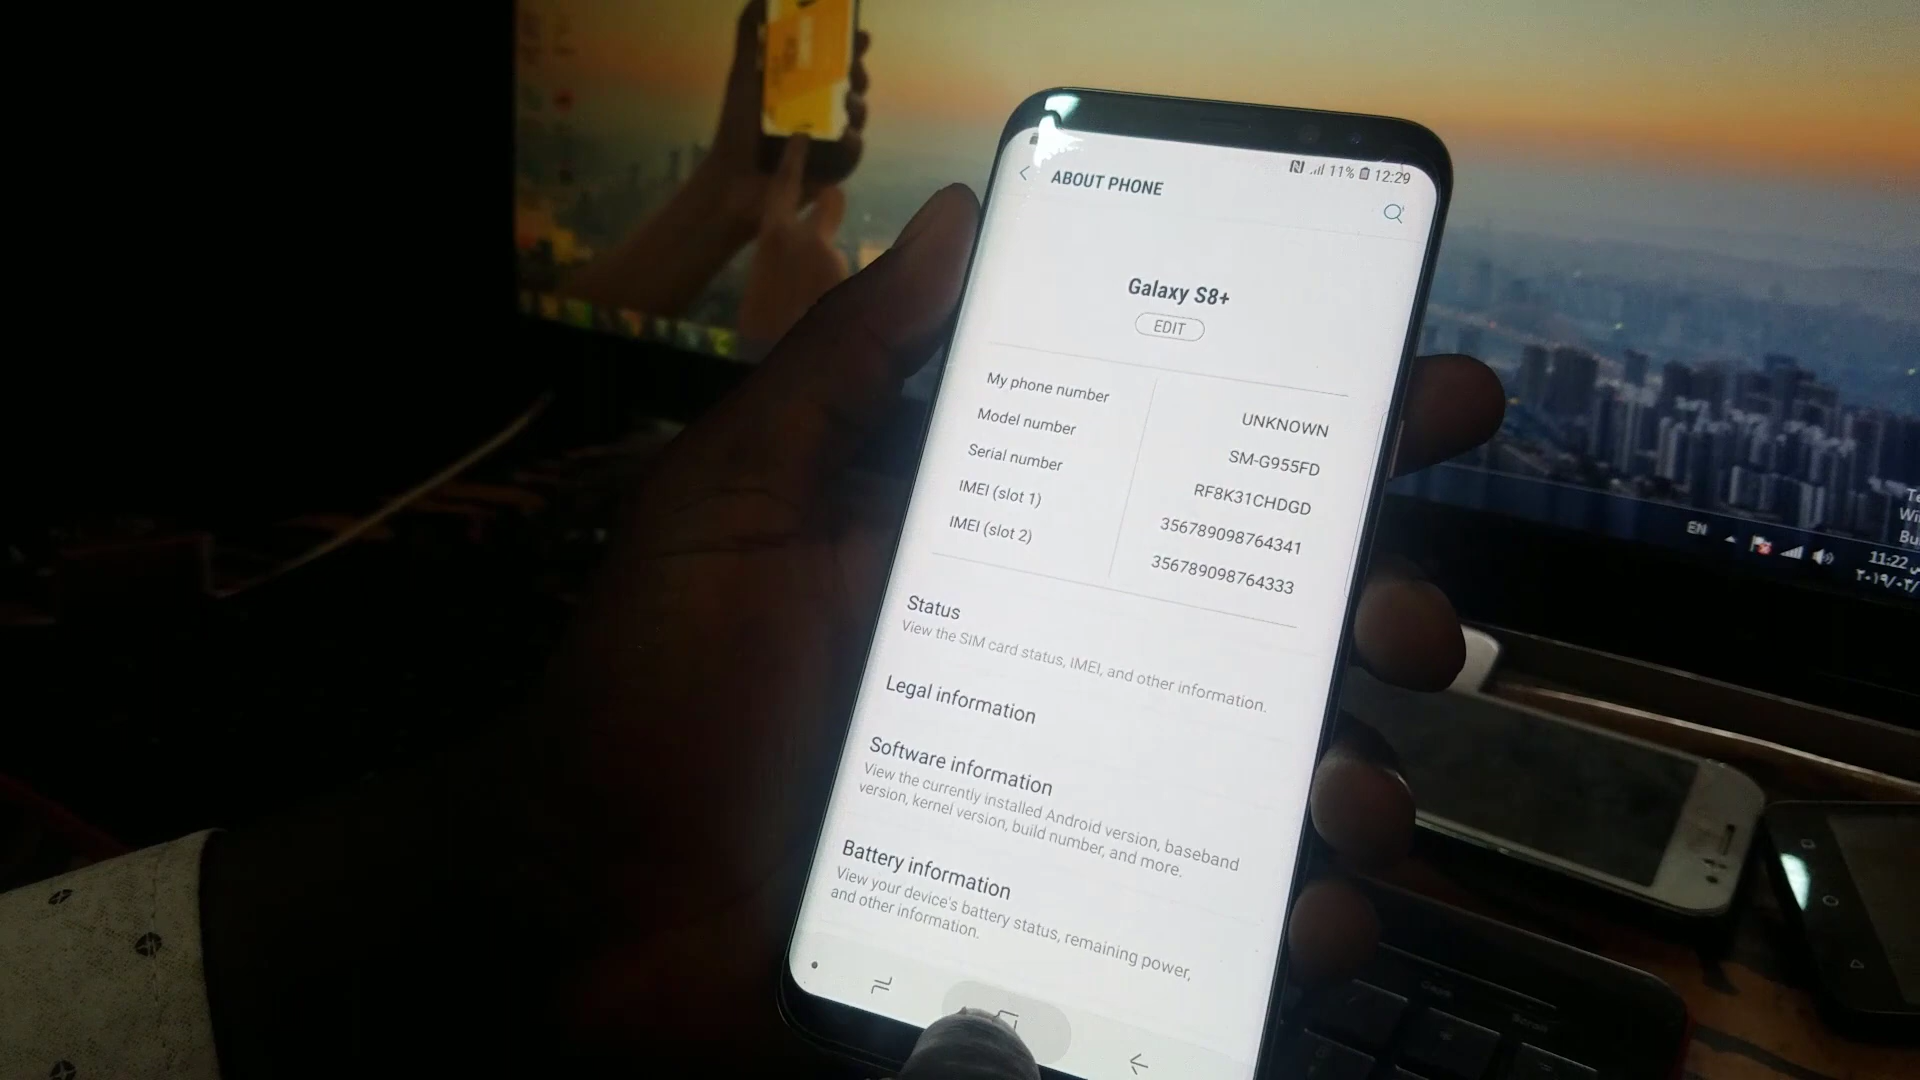 11% 12:29
ABOUT PHONE
Galaxy S8+
EDIT
My phone number UNKNOWN
Model number SM-G955FD
Serial number RF8K31CHDGD
IMEI (slot 1) 356789098764341
IMEI (slot 2) 356789098764333
Status
View the SIM card status, IMEI, and other information.
Legal information
Software information
View the currently installed Android version, baseband
version, kernel version, build number, and more.
Battery information
View your device's battery status, remaining power,
and other information.
EN
11:22